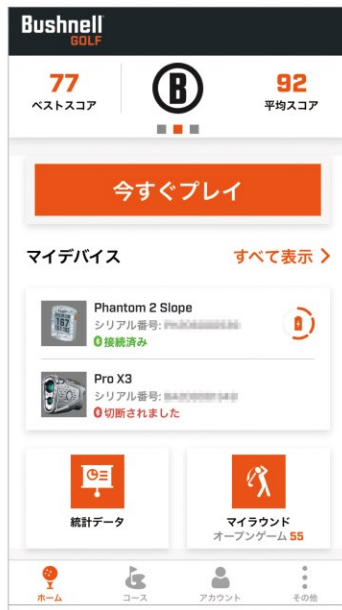 Bushnell
GOLF
77
ベストスコア
B
92
平均スコア
今すぐプレイ
マイデバイス
すべて表示
Phantom 2 Slope
シリアル番号:
接続済み
Pro X3
シリアル番号:
切断されました
統計データ
マイラウンド
オープンゲーム 55
ホーム
コース
アカウント
その他